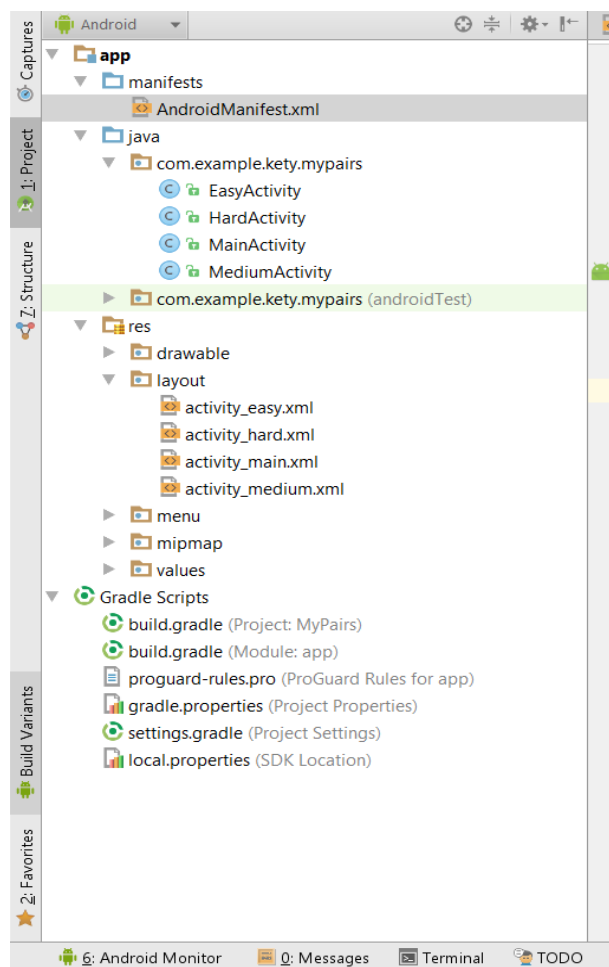 Android
Captures
1: Project
7: Structure
Build Variants
2: Favorites
app
manifests
AndroidManifest.xml
java
com.example.kety.mypairs
EasyActivity
HardActivity
MainActivity
MediumActivity
com.example.kety.mypairs (androidTest)
res
drawable
layout
activity_easy.xml
activity_hard.xml
activity_main.xml
activity_medium.xml
menu
mipmap
values
Gradle Scripts
build.gradle (Project: MyPairs)
build.gradle (Module: app)
proguard-rules.pro (ProGuard Rules for app)
gradle.properties (Project Properties)
settings.gradle (Project Settings)
local.properties (SDK Location)
6: Android Monitor 0: Messages Terminal TODO